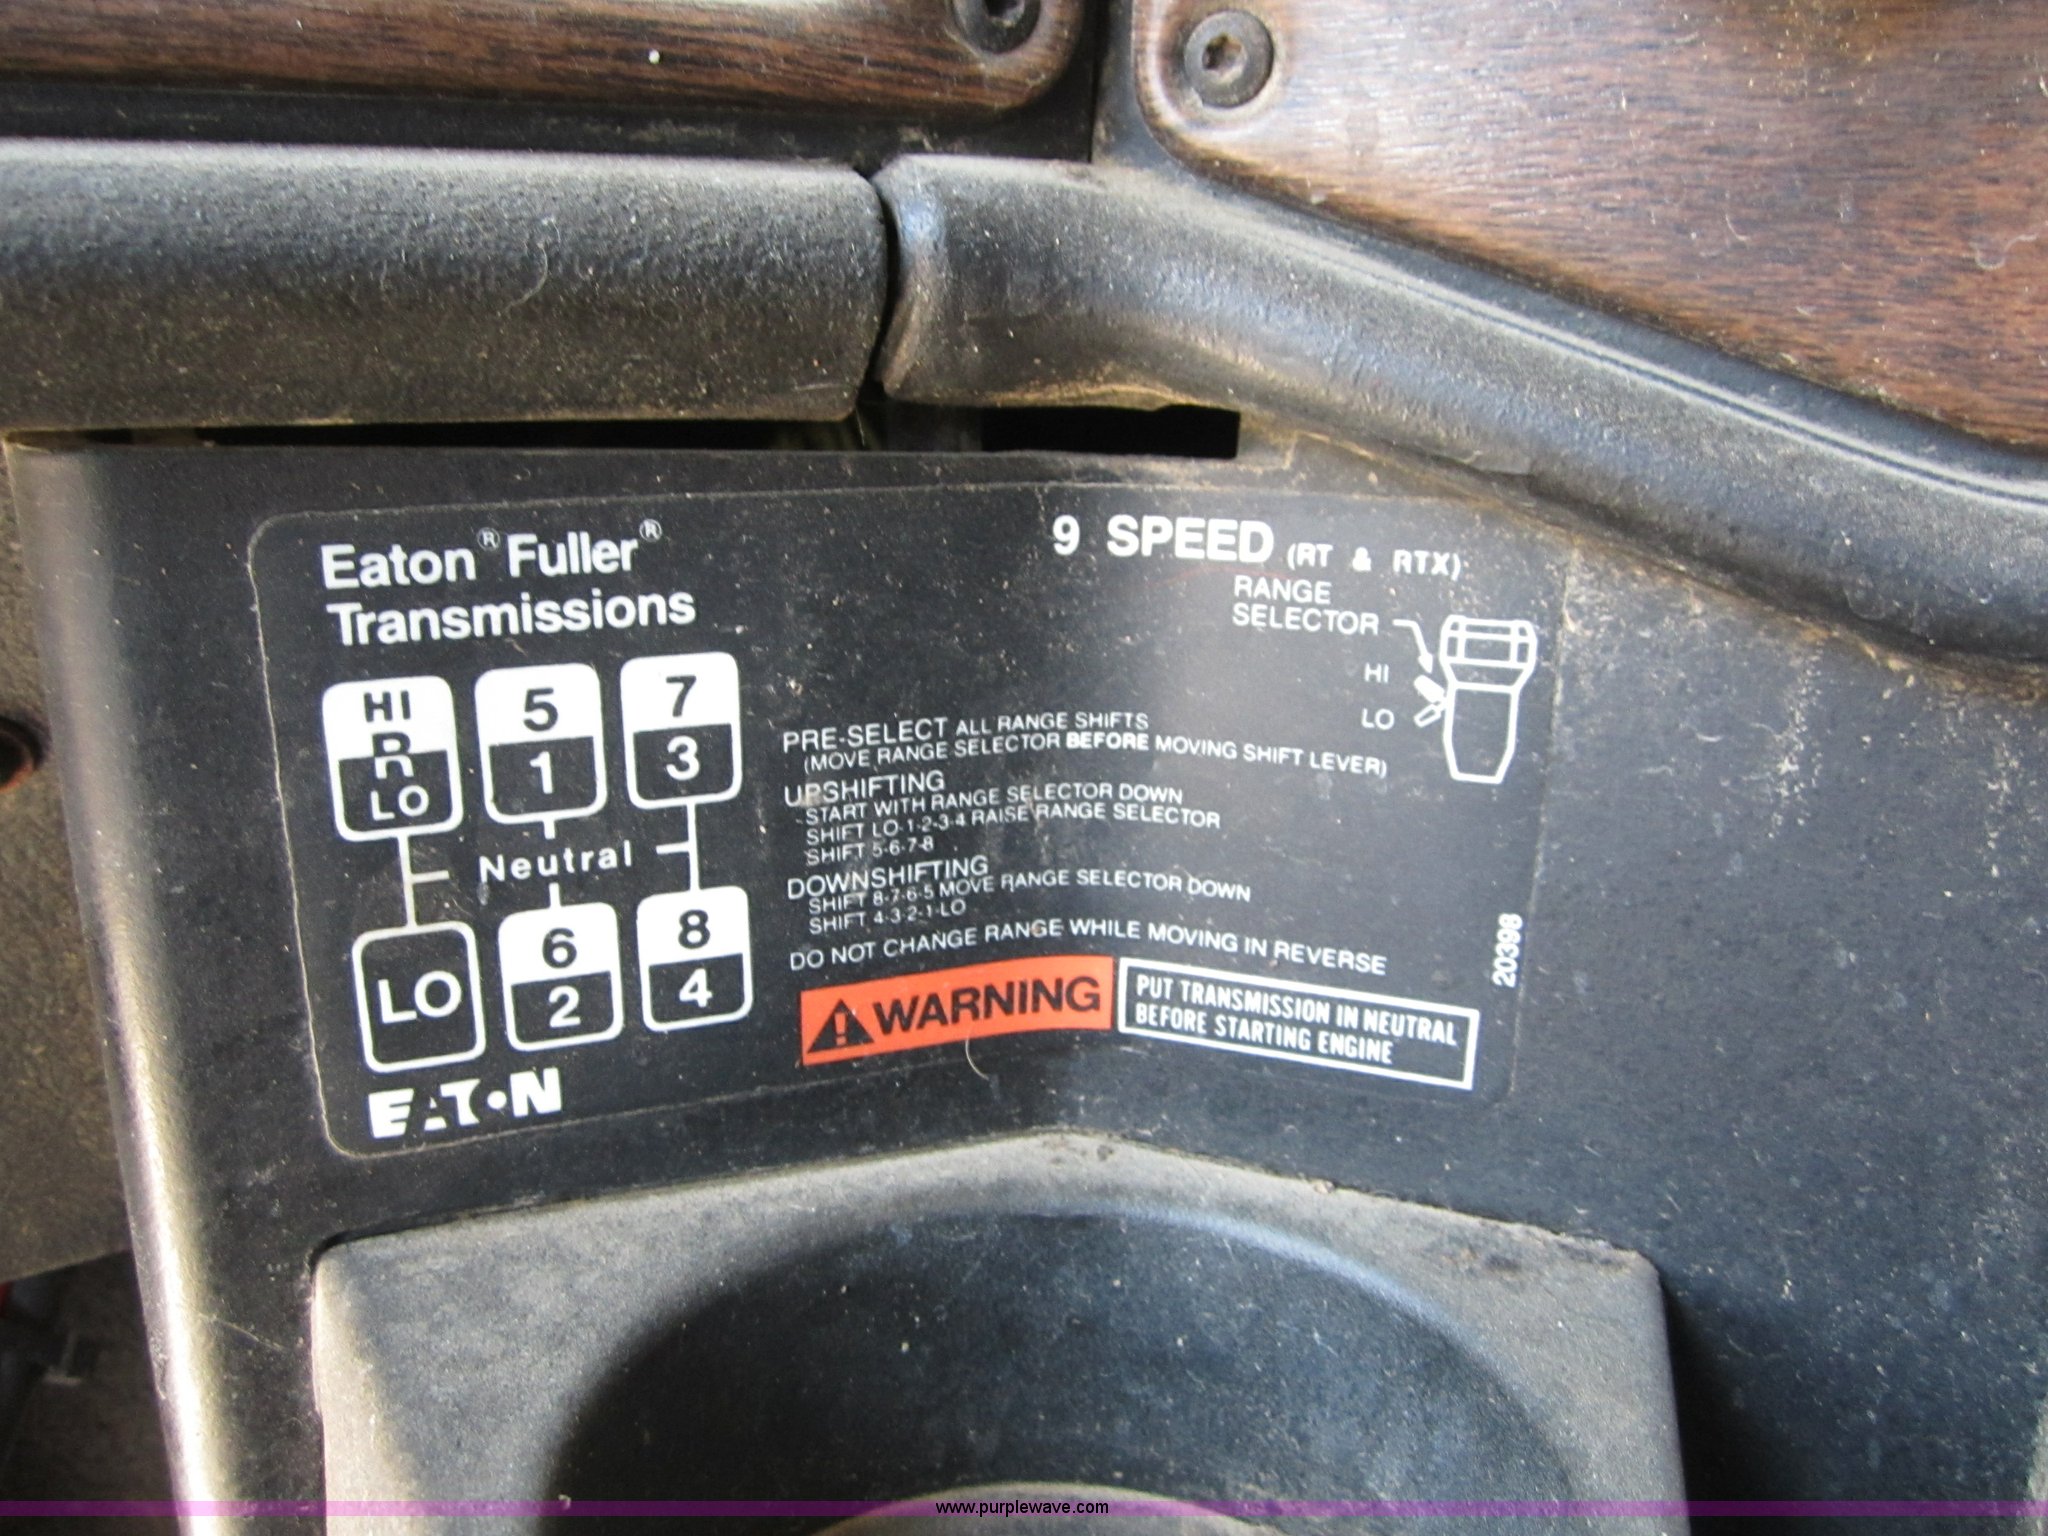 Eaton® Fuller®
Transmissions
9 SPEED (RT & RTX)
RANGE
SELECTOR
HI
LO
HI
R
LO
5
1
7
3
Neutral
LO
6
2
8
4
EATON
PRE-SELECT ALL RANGE SHIFTS
(MOVE RANGE SELECTOR BEFORE MOVING SHIFT LEVER)
UPSHIFTING
START WITH RANGE SELECTOR DOWN
SHIFT LO-1-2-3-4 RAISE RANGE SELECTOR
SHIFT 5-6-7-8
DOWNSHIFTING
SHIFT 8-7-6-5 MOVE RANGE SELECTOR DOWN
SHIFT 4-3-2-1-LO
DO NOT CHANGE RANGE WHILE MOVING IN REVERSE
WARNING
PUT TRANSMISSION IN NEUTRAL
BEFORE STARTING ENGINE
20398
www.purplewave.com